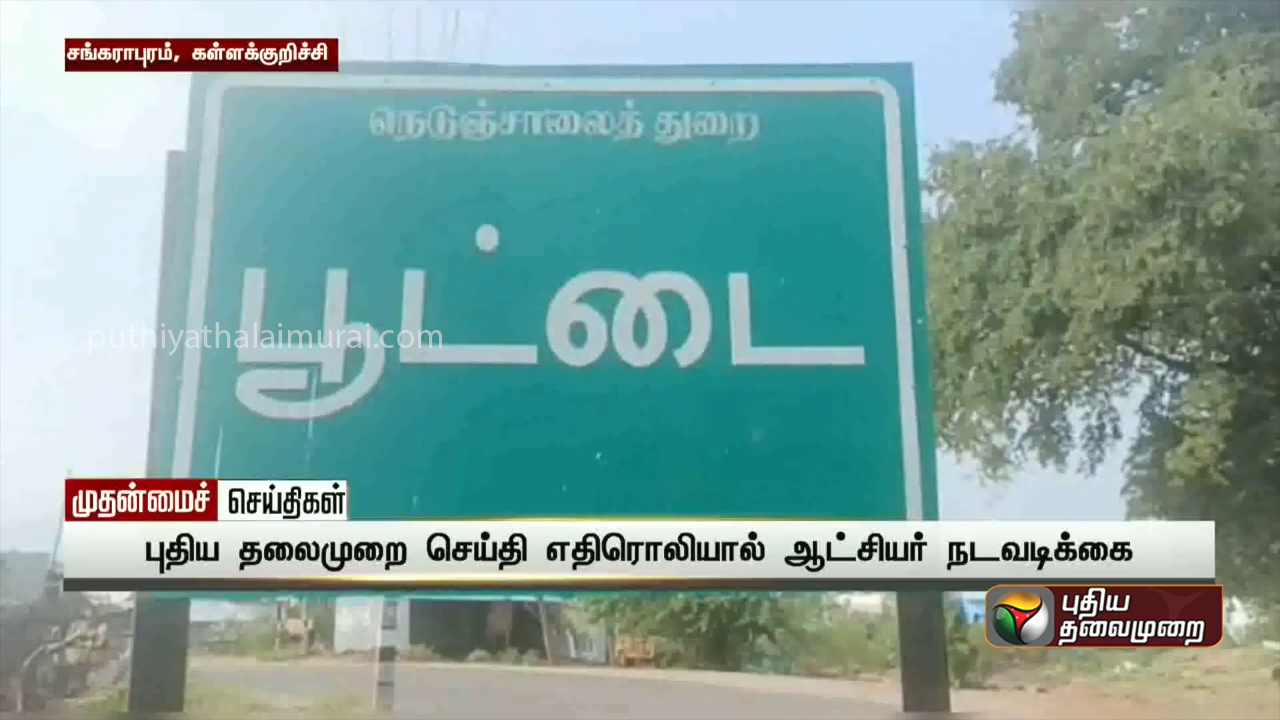 சங்கராபுரம், கள்ளக்குறிச்சி
நெடுஞ்சாலைத் துறை
பூட்டை
puthiyathalaimurai.com
முதன்மைச் செய்திகள்
புதிய தலைமுறை செய்தி எதிரொலியால் ஆட்சியர் நடவடிக்கை
புதிய
தலைமுறை